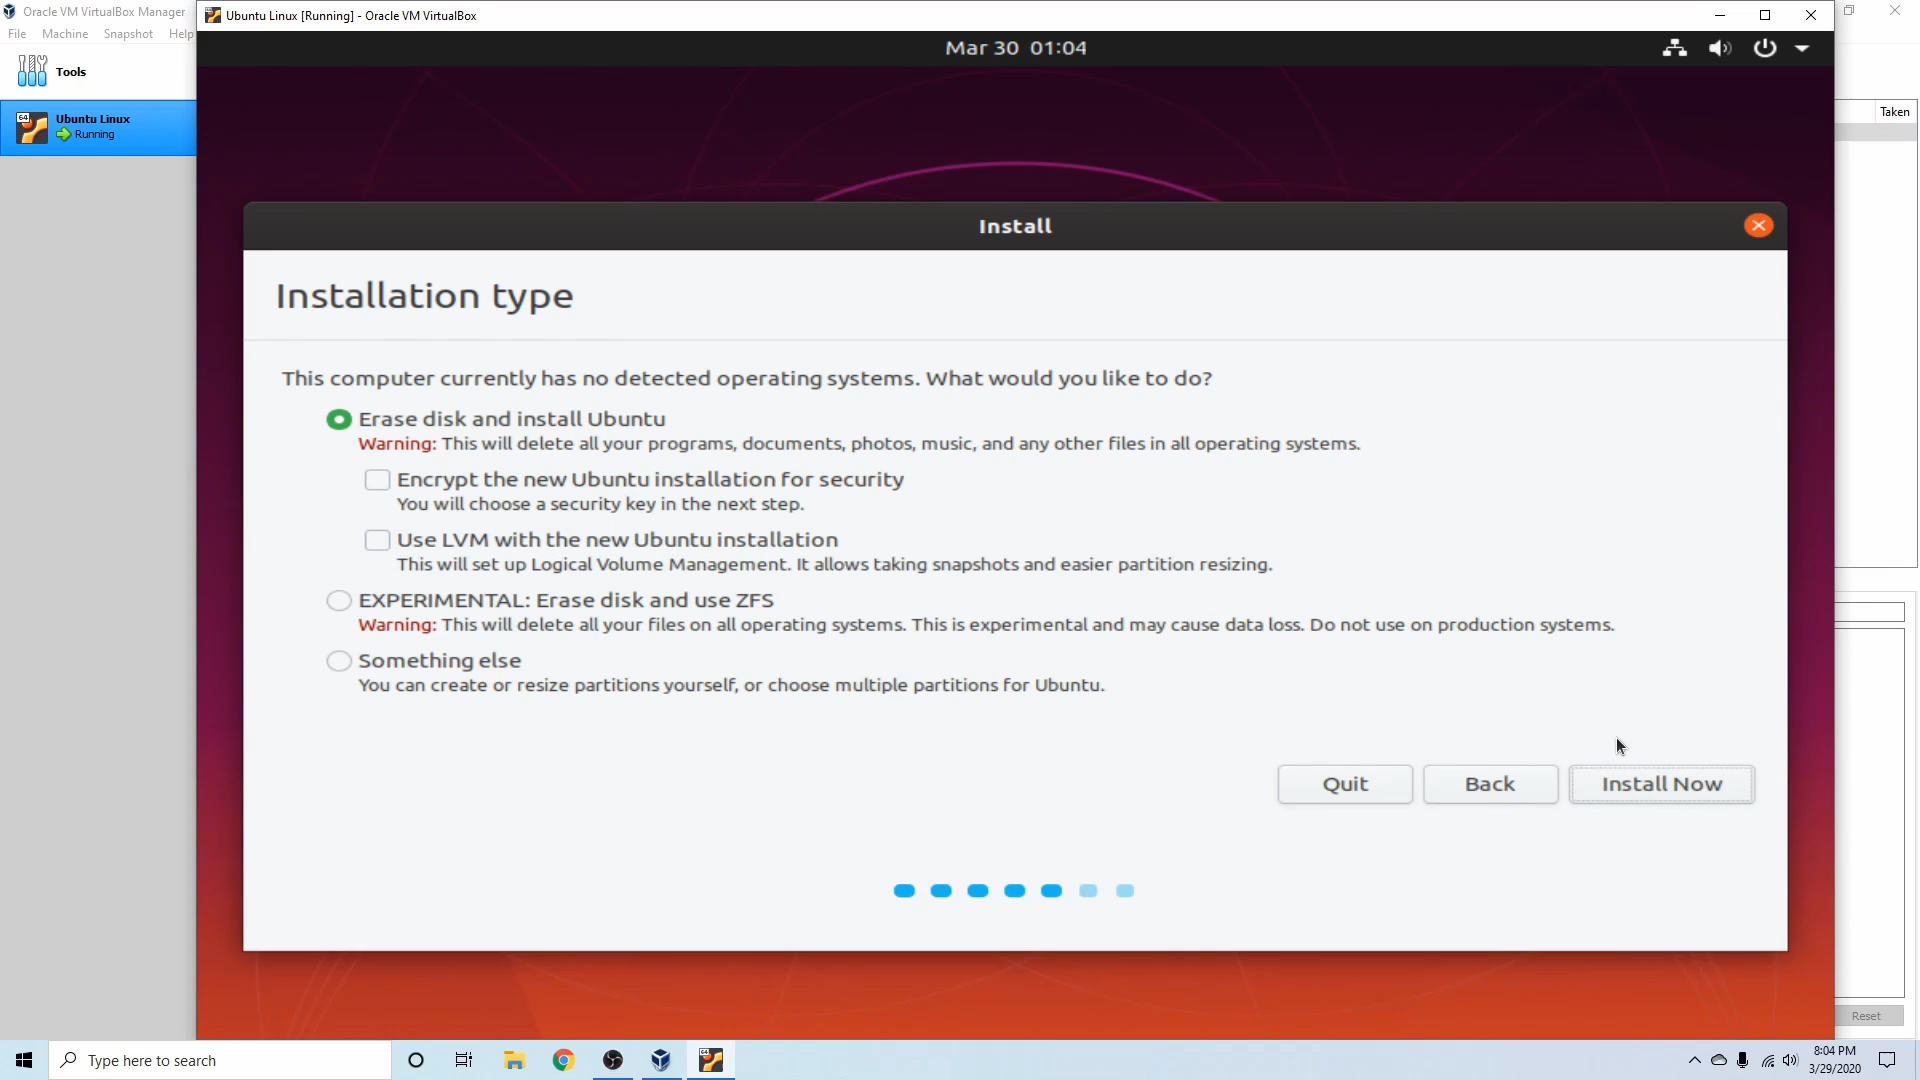 Oracle VM VirtualBox Manager
File Machine Snapshot Help
Tools
64
Ubuntu Linux
Running
Ubuntu Linux [Running] - Oracle VM VirtualBox
Mar 30 01:04
Taken
Install
Installation type
This computer currently has no detected operating systems. What would you like to do?
Erase disk and install Ubuntu
Warning: This will delete all your programs, documents, photos, music, and any other files in all operating systems.
Encrypt the new Ubuntu installation for security
You will choose a security key in the next step.
Use LVM with the new Ubuntu installation
This will set up Logical Volume Management. It allows taking snapshots and easier partition resizing.
EXPERIMENTAL: Erase disk and use ZFS
Warning: This will delete all your files on all operating systems. This is experimental and may cause data loss. Do not use on production systems.
Something else
You can create or resize partitions yourself, or choose multiple partitions for Ubuntu.
Quit Back Install Now
Reset
Type here to search
8:04 PM
3/29/2020